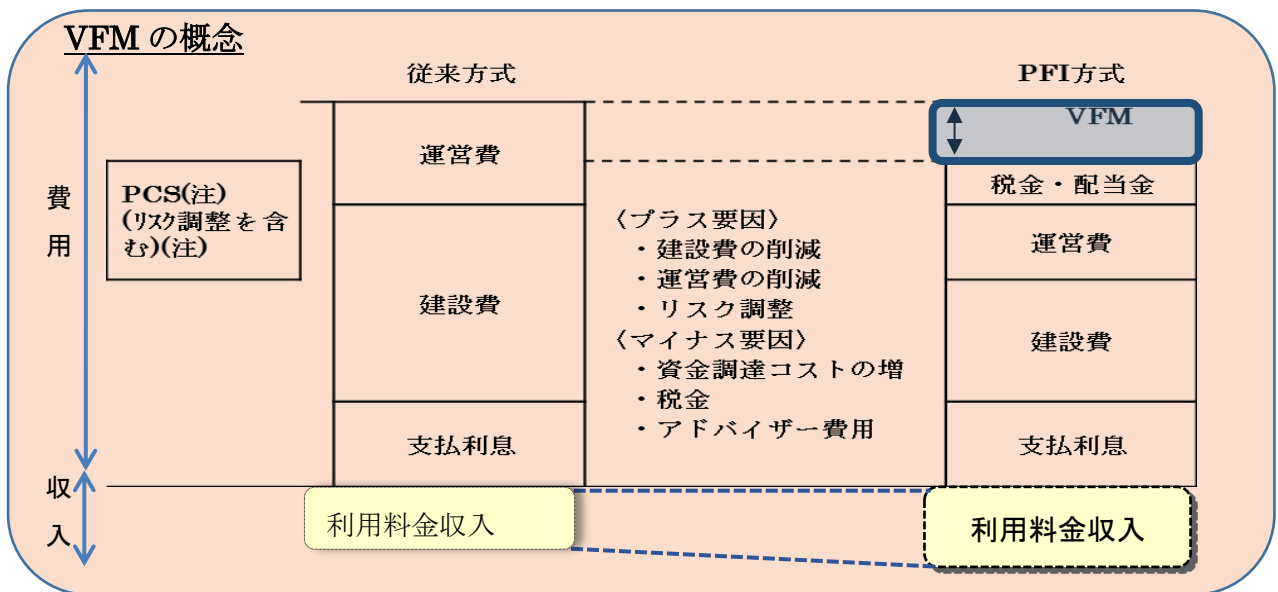 VFM の概念
従来方式
PFI方式
費
用
PCS(注)
(リスク調整を含
む)(注)
運営費
建設費
支払利息
〈プラス要因〉
・建設費の削減
・運営費の削減
・リスク調整
〈マイナス要因〉
・資金調達コストの増
・税金
・アドバイザー費用
VFM
税金・配当金
運営費
建設費
支払利息
収
入
利用料金収入
利用料金収入